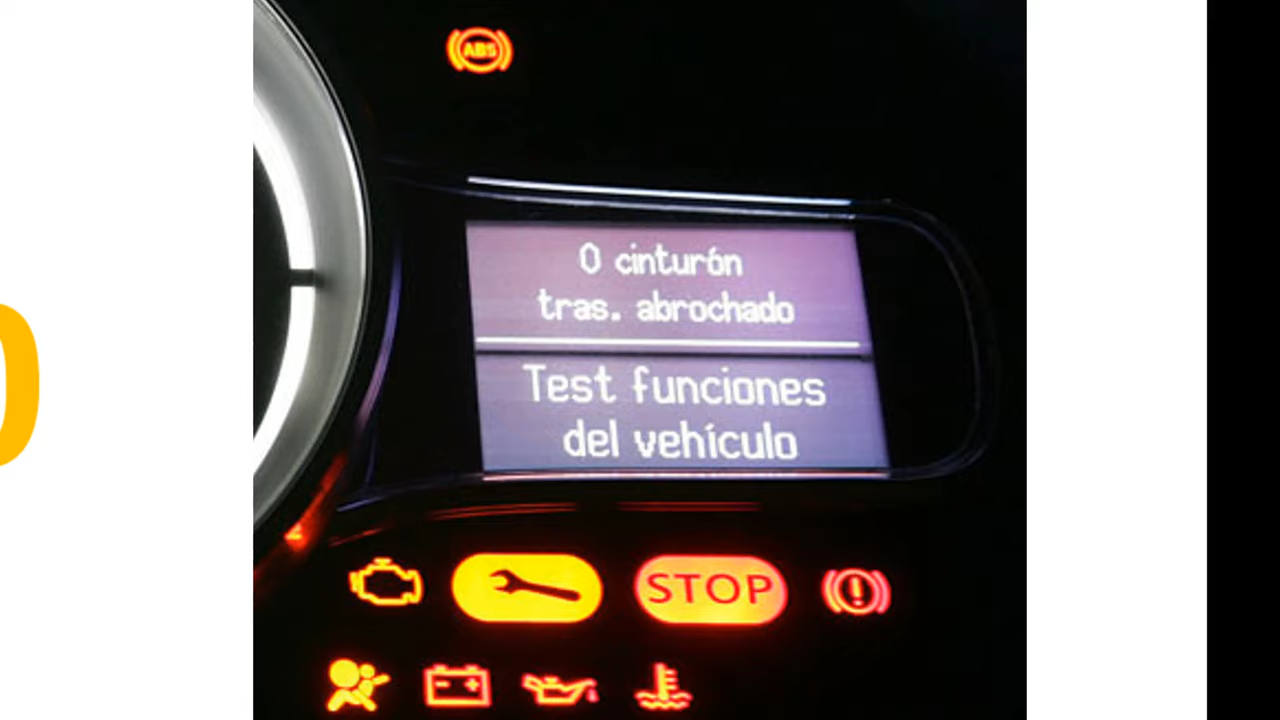 ABS
0 cinturón
tras. abrochado
Test funciones
del vehículo
STOP